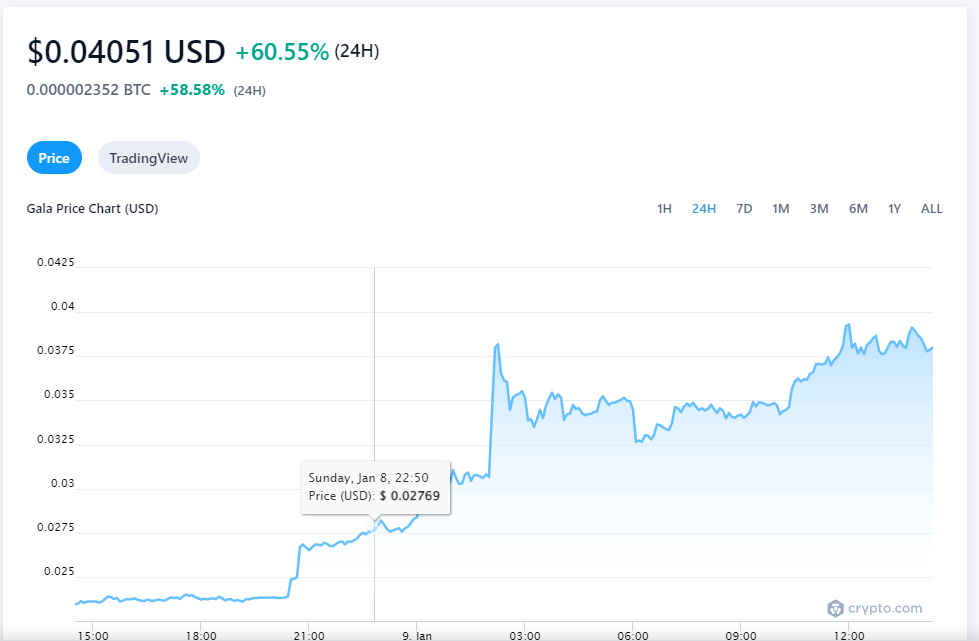 $0.04051 USD +60.55% (24H)
0.000002352 BTC +58.58% (24H)
Price TradingView
Gala Price Chart (USD) 1H 24H 7D 1M 3M 6M 1Y ALL
0.0425
0.04
0.0375
0.035
0.0325
0.03
0.0275
0.025
Sunday, Jan 8, 22:50
Price (USD): $ 0.02769
crypto.com
15:00 18:00 21:00 9. Jan 03:00 06:00 09:00 12:00